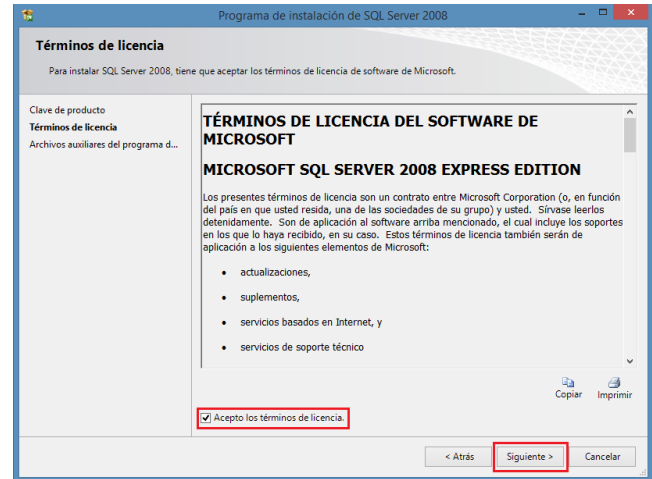 Programa de instalación de SQL Server 2008
Términos de licencia
Para instalar SQL Server 2008, tiene que aceptar los términos de licencia de software de Microsoft.
Clave de producto
Términos de licencia
Archivos auxiliares del programa d...
TÉRMINOS DE LICENCIA DEL SOFTWARE DE
MICROSOFT
MICROSOFT SQL SERVER 2008 EXPRESS EDITION
Los presentes términos de licencia son un contrato entre Microsoft Corporation (o, en función
del país en que usted resida, una de las sociedades de su grupo) y usted. Sírvase leerlos
detenidamente. Son de aplicación al software arriba mencionado, el cual incluye los soportes
en los que lo haya recibido, en su caso. Estos términos de licencia también serán de
aplicación a los siguientes elementos de Microsoft:
• actualizaciones,
• suplementos,
• servicios basados en Internet, y
• servicios de soporte técnico
Copiar Imprimir
Acepto los términos de licencia.
< Atrás Siguiente > Cancelar